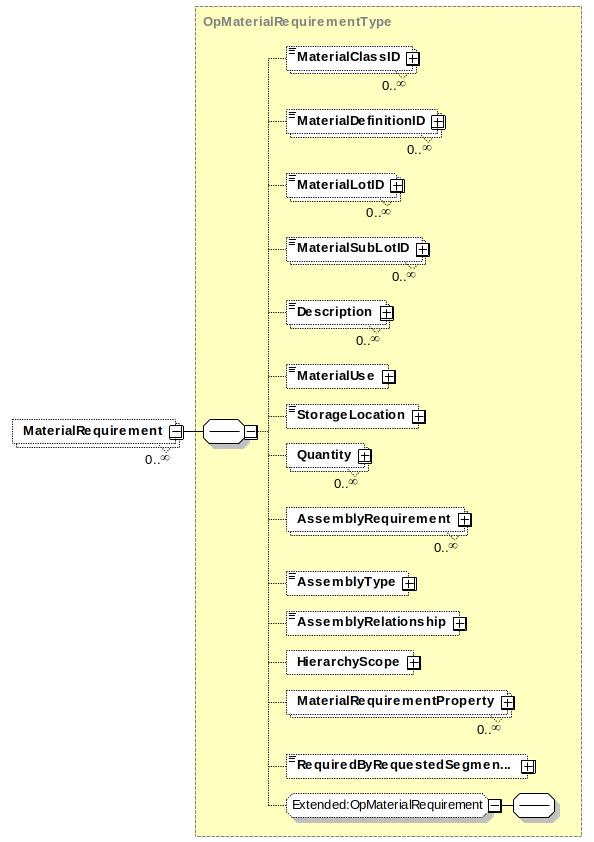 OpMaterialRequirementType
MaterialClassID
0..∞
MaterialDefinitionID
0..∞
MaterialLotID
0..∞
MaterialSubLotID
0..∞
Description
0..∞
MaterialUse
StorageLocation
MaterialRequirement
0..∞
Quantity
0..∞
AssemblyRequirement
0..∞
AssemblyType
AssemblyRelationship
HierarchyScope
MaterialRequirementProperty
0..∞
RequiredByRequestedSegmen...
Extended:OpMaterialRequirement